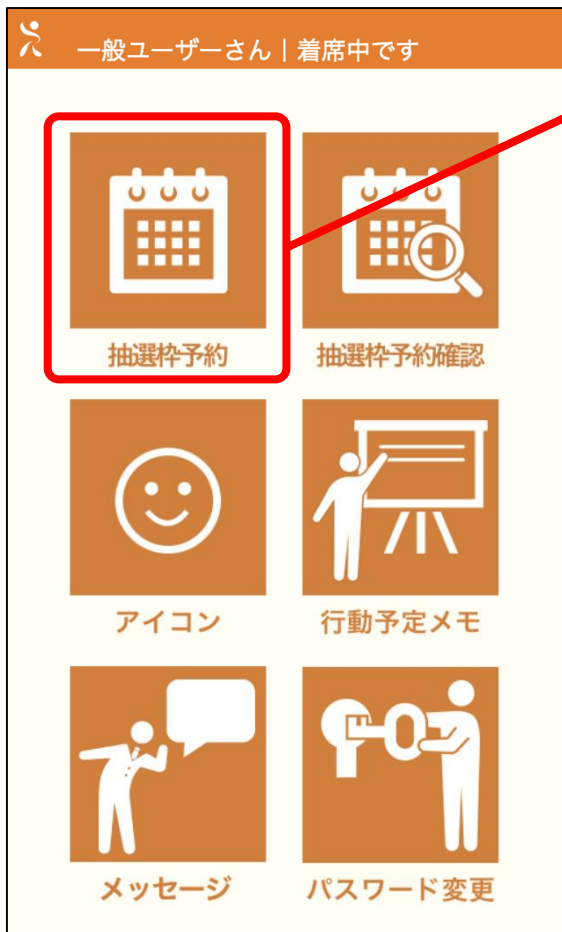 一般ユーザーさん｜着席中です
抽選枠予約
抽選枠予約確認
アイコン
行動予定メモ
メッセージ
パスワード変更